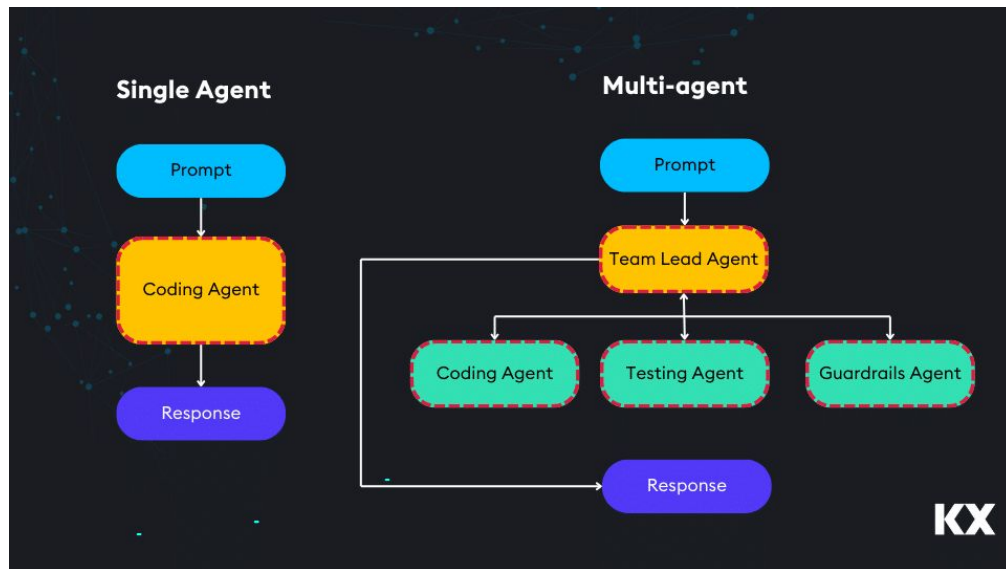 Single Agent
Prompt
Coding Agent
Response
Multi-agent
Prompt
Team Lead Agent
Coding Agent
Testing Agent
Guardrails Agent
Response
KX